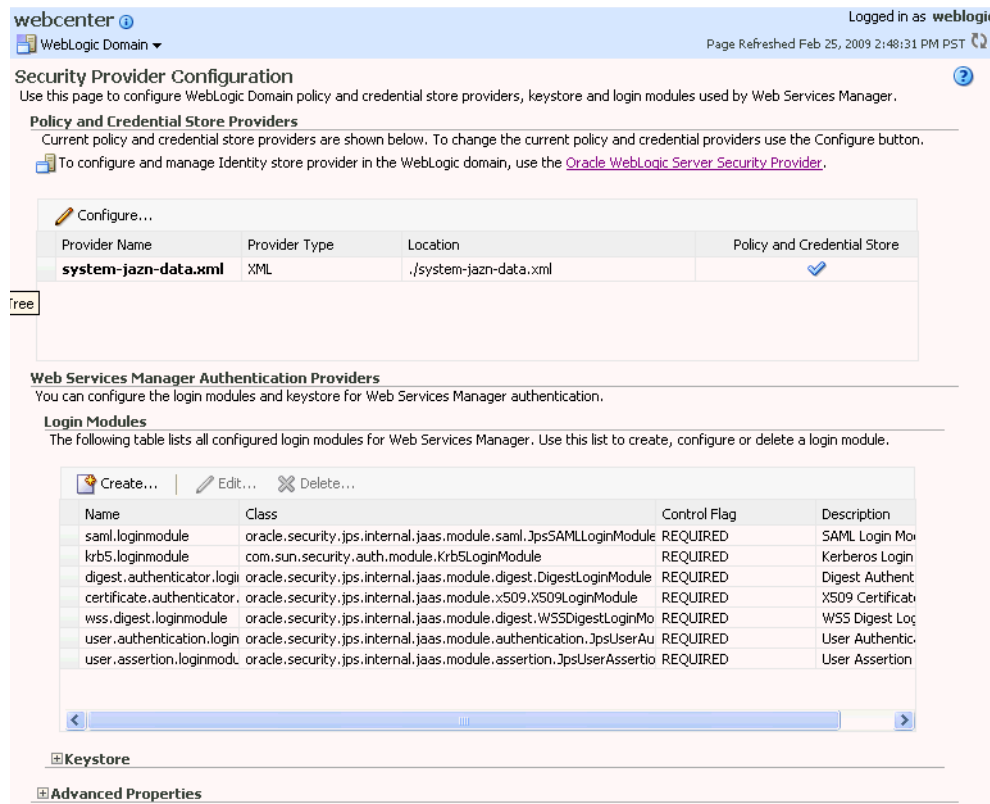 webcenter
Logged in as weblogic
WebLogic Domain
Page Refreshed Feb 25, 2009 2:48:31 PM PST
Security Provider Configuration
Use this page to configure WebLogic Domain policy and credential store providers, keystore and login modules used by Web Services Manager.
Policy and Credential Store Providers
Current policy and credential store providers are shown below. To change the current policy and credential providers use the Configure button.
To configure and manage Identity store provider in the WebLogic domain, use the Oracle WebLogic Server Security Provider.
Configure...
Provider Name Provider Type Location Policy and Credential Store
system-jazn-data.xml XML ./system-jazn-data.xml
Tree
Web Services Manager Authentication Providers
You can configure the login modules and keystore for Web Services Manager authentication.
Login Modules
The following table lists all configured login modules for Web Services Manager. Use this list to create, configure or delete a login module.
Create... Edit... Delete...
Name Class Control Flag Description
saml.loginmodule oracle.security.jps.internal.jaas.module.saml.JpsSAMLLoginModule REQUIRED SAML Login Mo
krb5.loginmodule com.sun.security.auth.module.Krb5LoginModule REQUIRED Kerberos Login
digest.authenticator.logi oracle.security.jps.internal.jaas.module.digest.DigestLoginModule REQUIRED Digest Authent
certificate.authenticator. oracle.security.jps.internal.jaas.module.x509.X509LoginModule REQUIRED X509 Certificat
wss.digest.loginmodule oracle.security.jps.internal.jaas.module.digest.WSSDigestLoginMo REQUIRED WSS Digest Log
user.authentication.login oracle.security.jps.internal.jaas.module.authentication.JpsUserAu REQUIRED User Authentic
user.assertion.loginmodu oracle.security.jps.internal.jaas.module.assertion.JpsUserAssertio REQUIRED User Assertion
Keystore
Advanced Properties